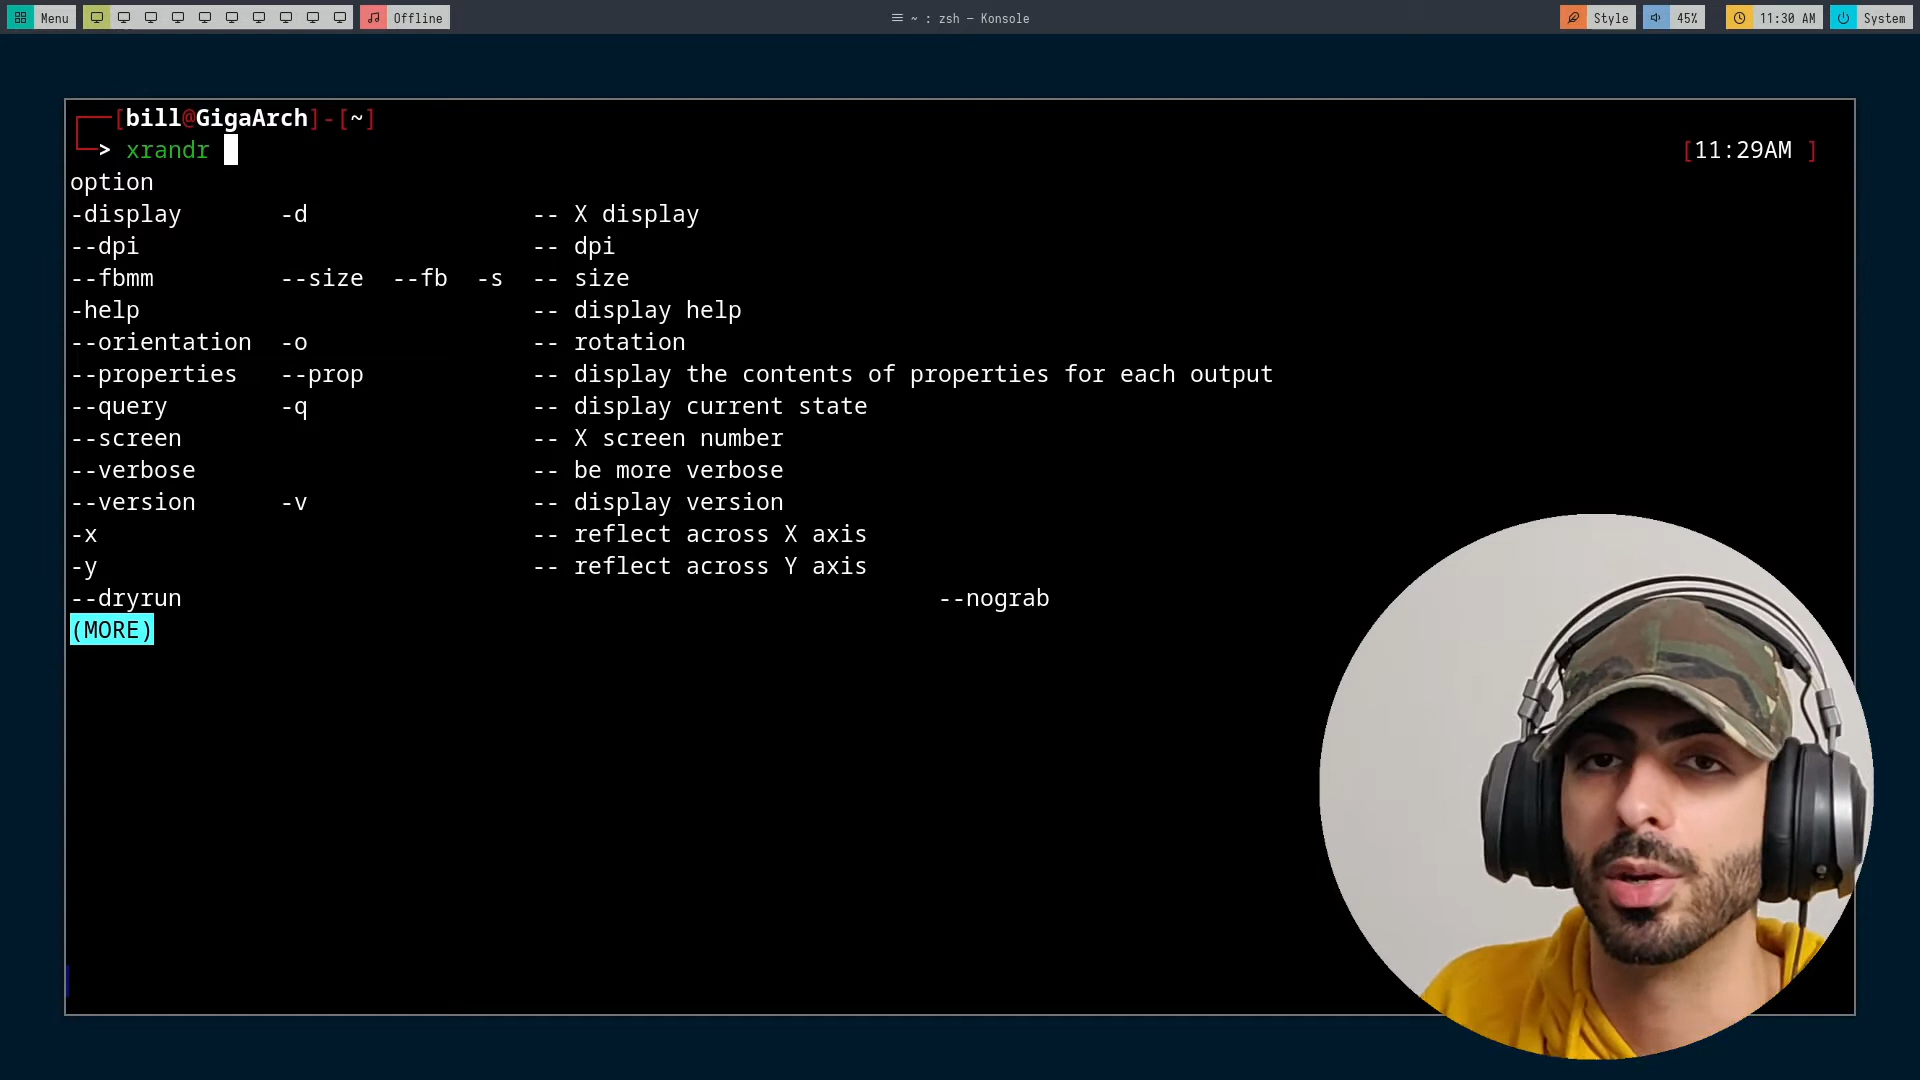 Menu Offline ~ : zsh — Konsole Style 45% 11:30 AM System
[bill@GigaArch]-[~]
> xrandr [11:29AM ]
option
-display -d -- X display
--dpi -- dpi
--fbmm --size --fb -s -- size
-help -- display help
--orientation -o -- rotation
--properties --prop -- display the contents of properties for each output
--query -q -- display current state
--screen -- X screen number
--verbose -- be more verbose
--version -v -- display version
-x -- reflect across X axis
-y -- reflect across Y axis
--dryrun --nograb
(MORE)